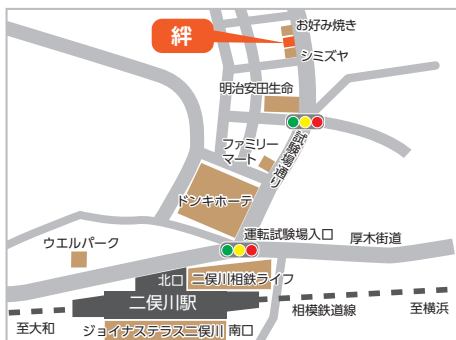 お好み焼き
絆
シミズヤ
明治安田生命
ファミリー
マート
試験場通り
ドンキホーテ
運転試験場入口
厚木街道
ウエルパーク
北口
二俣川相鉄ライフ
二俣川駅
相模鉄道線
至横浜
至大和
ジョイナステラス二俣川
南口